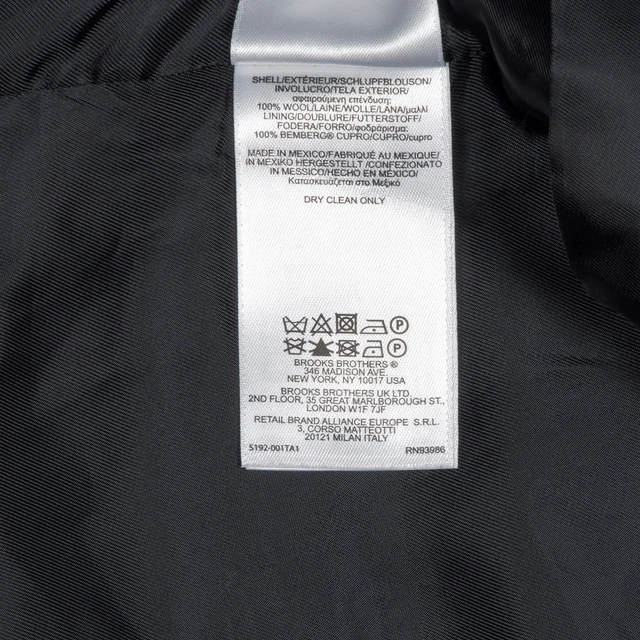 SHELL/EXTÉRIEUR/SCHLUPFBLOUSON/
INVOLUCRO/TELA EXTERIOR/
αφαιρούμενη επένδυση:
100% WOOL/LAINE/WOLLE/LANA/μαλλί
LINING/DOUBLURE/FUTTERSTOFF/
FODERA/FORRO/φοδράρισμα:
100% BEMBERG® CUPRO/CUPRO/cupro
MADE IN MEXICO/FABRIQUÉ AU MEXIQUE/
IN MEXIKO HERGESTELLT /CONFEZIONATO
IN MESSICO/HECHO EN MÉXICO/
Κατασκευάζεται στο Μεξικό
DRY CLEAN ONLY
P
P
BROOKS BROTHERS ®
346 MADISON AVE.
NEW YORK, NY 10017 USA
BROOKS BROTHERS UK LTD.
2ND FLOOR, 35 GREAT MARLBOROUGH ST.,
LONDON W1F 7JF
RETAIL BRAND ALLIANCE EUROPE S.R.L.
3, CORSO MATTEOTTI
20121 MILAN ITALY
5192-001TA1 RN93986